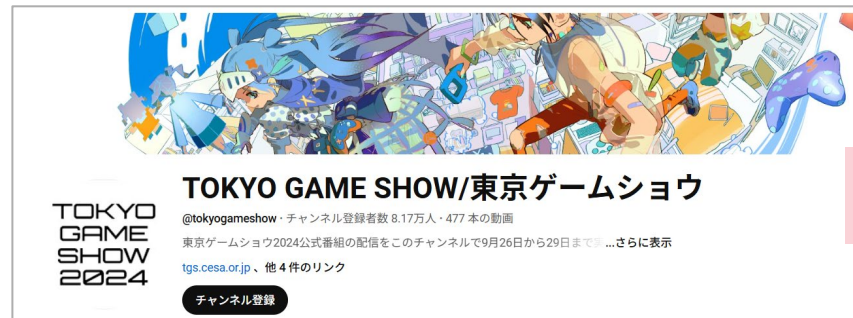 TOKYO GAME SHOW/東京ゲームショウ
TOKYO
GAME
SHOW
2024
@tokyogameshow・チャンネル登録者数 8.17万人・477 本の動画
東京ゲームショウ2024公式番組の配信をこのチャンネルで9月26日から29日まで ...さらに表示
tgs.cesa.or.jp 、他 4 件のリンク
チャンネル登録